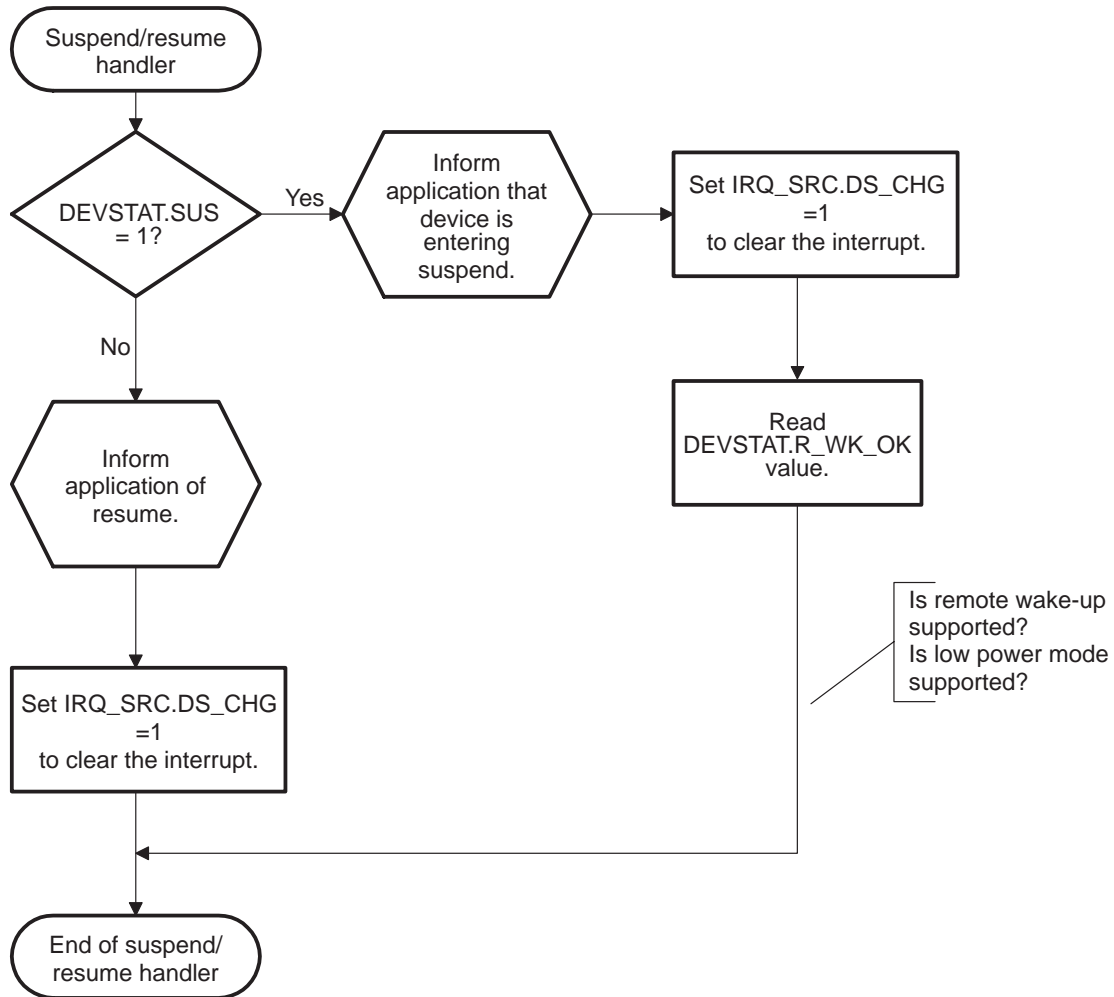 Suspend/resume
handler
DEVSTAT.SUS
= 1?
Yes
Inform
application that
device is
entering
suspend.
Set IRQ_SRC.DS_CHG
=1
to clear the interrupt.
No
Read
DEVSTAT.R_WK_OK
value.
Inform
application of
resume.
Is remote wake-up
supported?
Is low power mode
supported?
Set IRQ_SRC.DS_CHG
=1
to clear the interrupt.
End of suspend/
resume handler